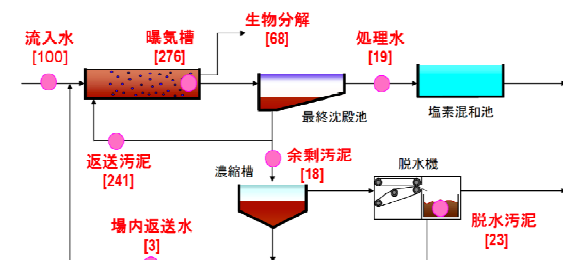 生物分解
[68]
流入水
[100]
曝気槽
[276]
処理水
[19]
最終沈殿池
塩素混和池
返送汚泥
[241]
余剰汚泥
[18]
濃縮槽
脱水機
場内返送水
[3]
脱水汚泥
[23]